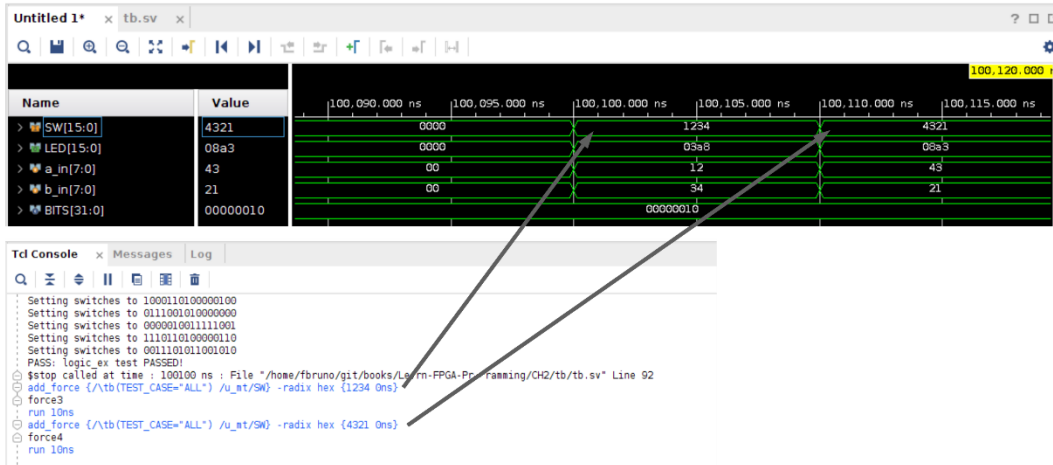 Untitled 1* × tb.sv ×
?
100,120.000 n
Name Value
100,090.000 ns 100,095.000 ns 100,100.000 ns 100,105.000 ns 100,110.000 ns 100,115.000 ns
> SW[15:0] 4321 0000 1234 4321
> LED[15:0] 08a3 0000 03a8 08a3
> a_in[7:0] 43 00 12 43
> b_in[7:0] 21 00 34 21
> BITS[31:0] 00000010 00000010
Tcl Console × Messages Log
Setting switches to 1000110100000100
Setting switches to 0111001010000000
Setting switches to 0000010011111001
Setting switches to 1110110100000110
Setting switches to 0011101011001010
PASS: logic_ex test PASSED!
$stop called at time : 100100 ns : File "/home/fbruno/git/books/Learn-FPGA-Pr ramming/CH2/tb/tb.sv" Line 92
add_force {/\tb(TEST_CASE="ALL") /u_mt/SW} -radix hex {1234 0ns}
force3
run 10ns
add_force {/\tb(TEST_CASE="ALL") /u_mt/SW} -radix hex {4321 0ns}
force4
run 10ns